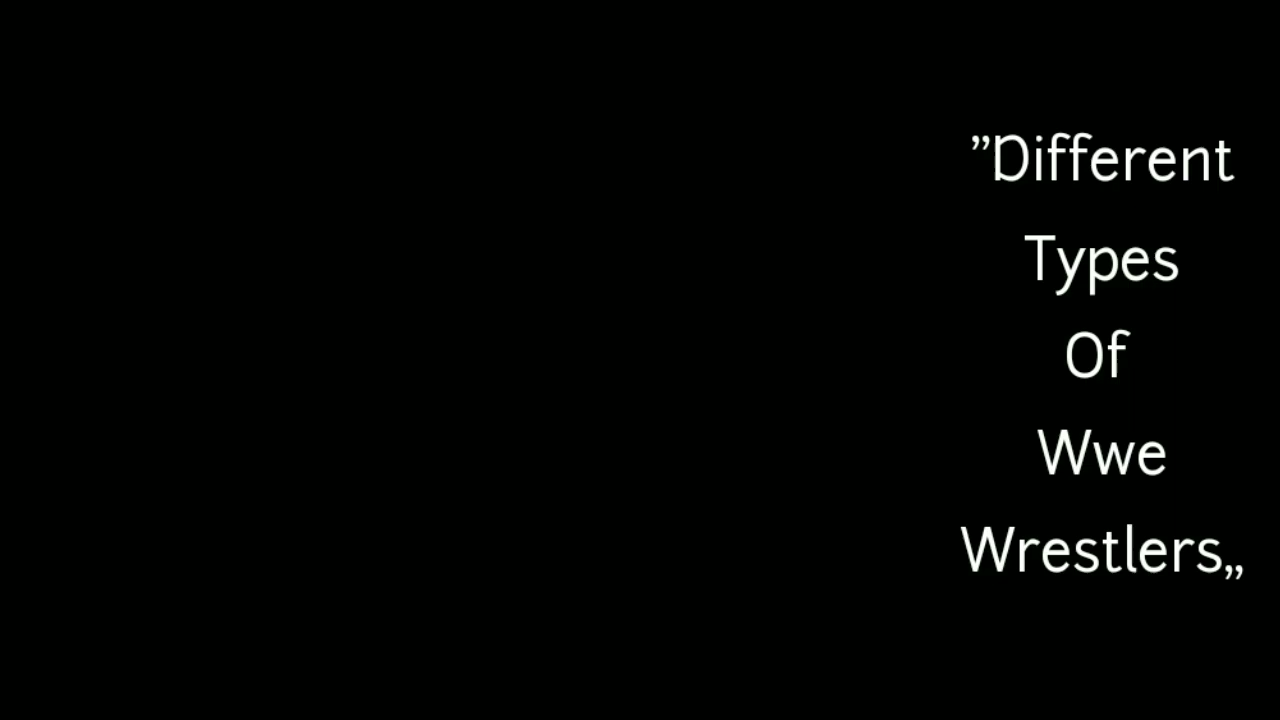 ”Different
Types
Of
Wwe
Wrestlers„